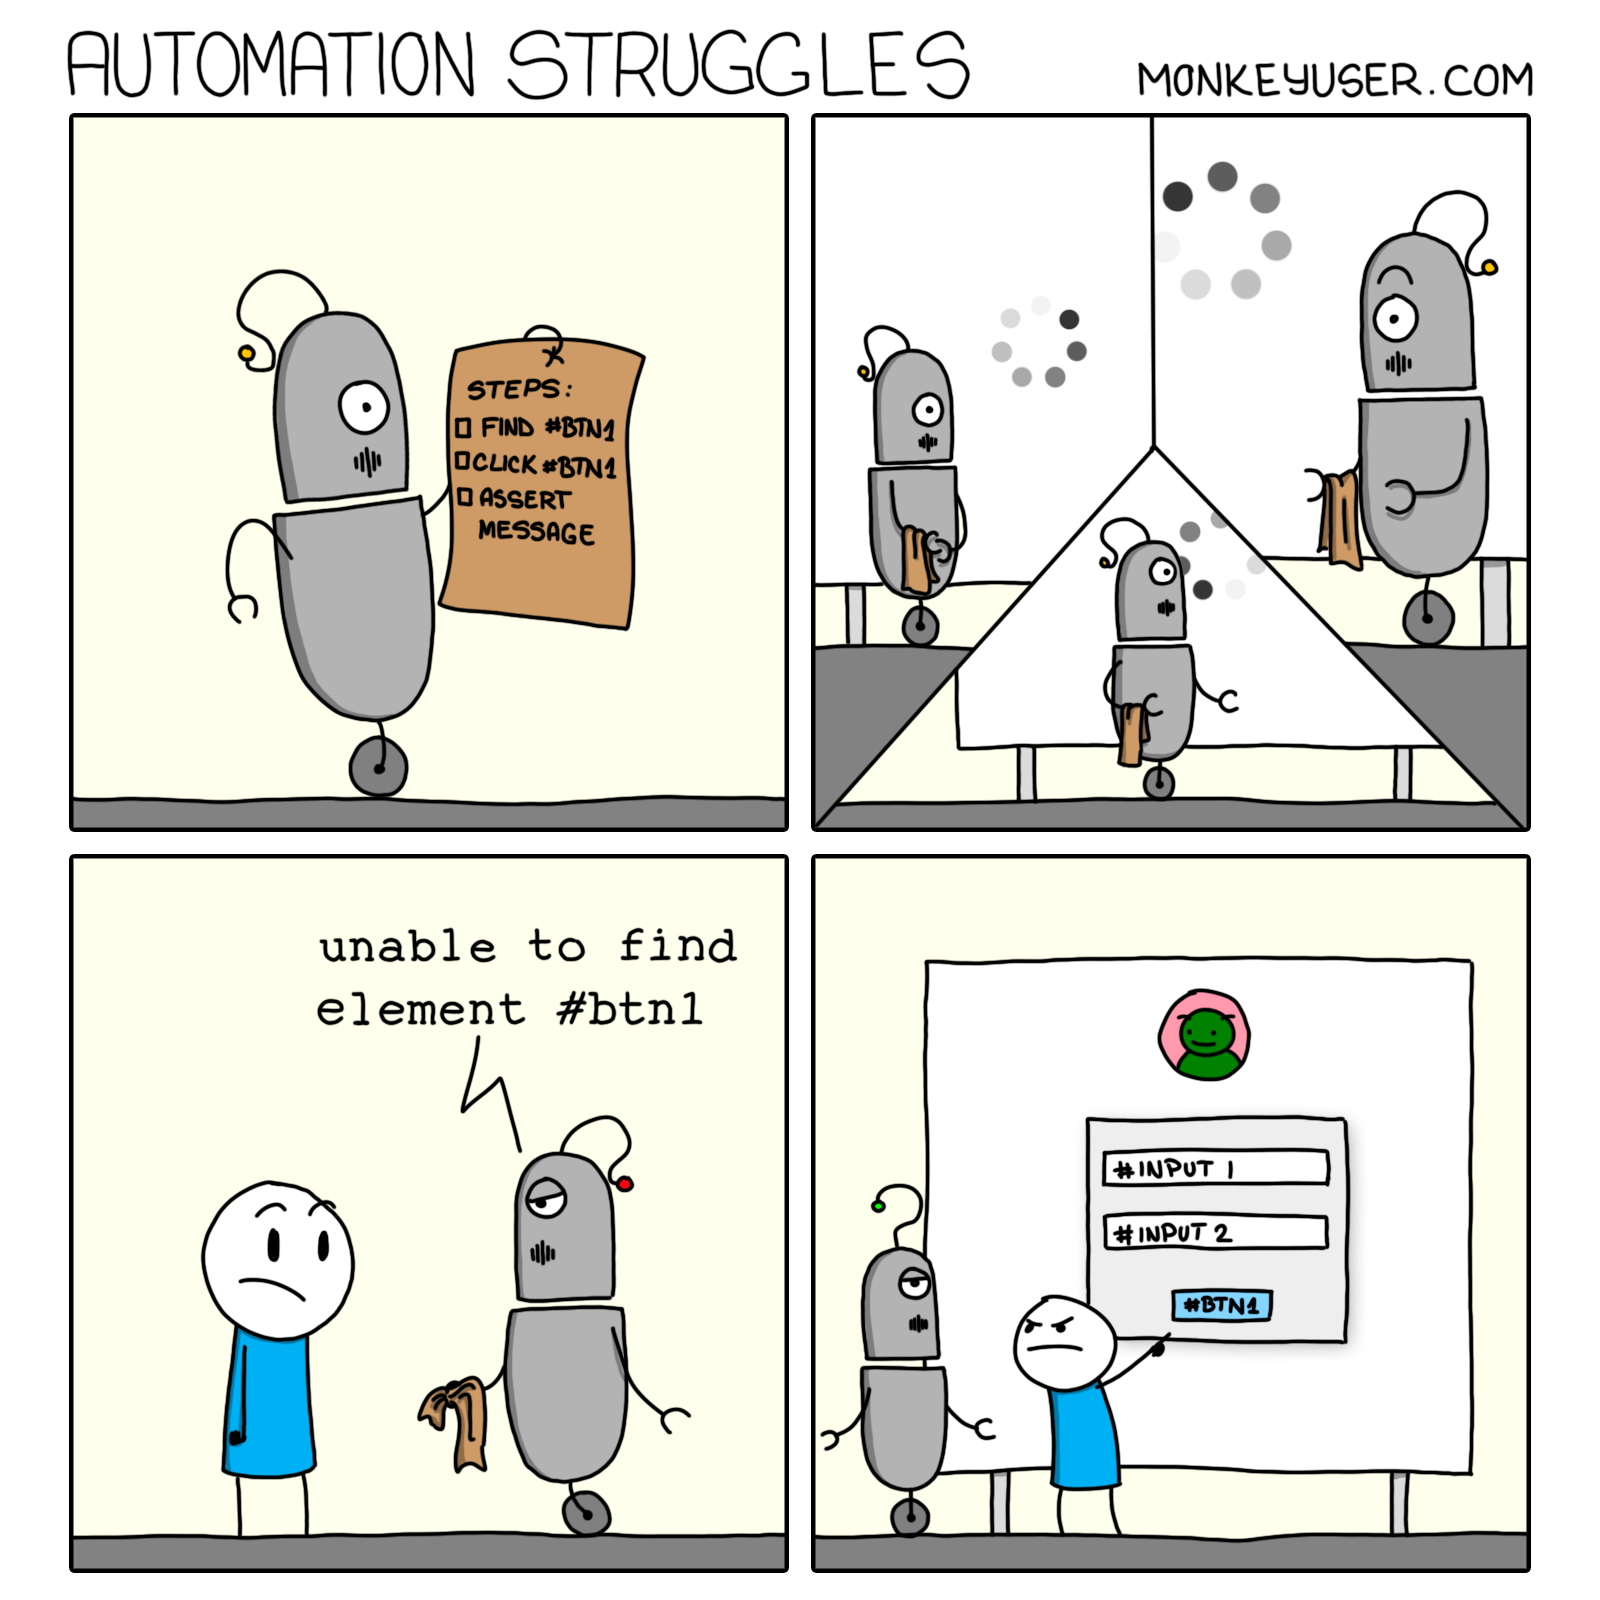 AUTOMATION STRUGGLES
MONKEYUSER.COM
STEPS:
FIND #BTN1
CLICK #BTN1
ASSERT
MESSAGE
unable to find
element #btn1
#INPUT 1
#INPUT 2
#BTN1